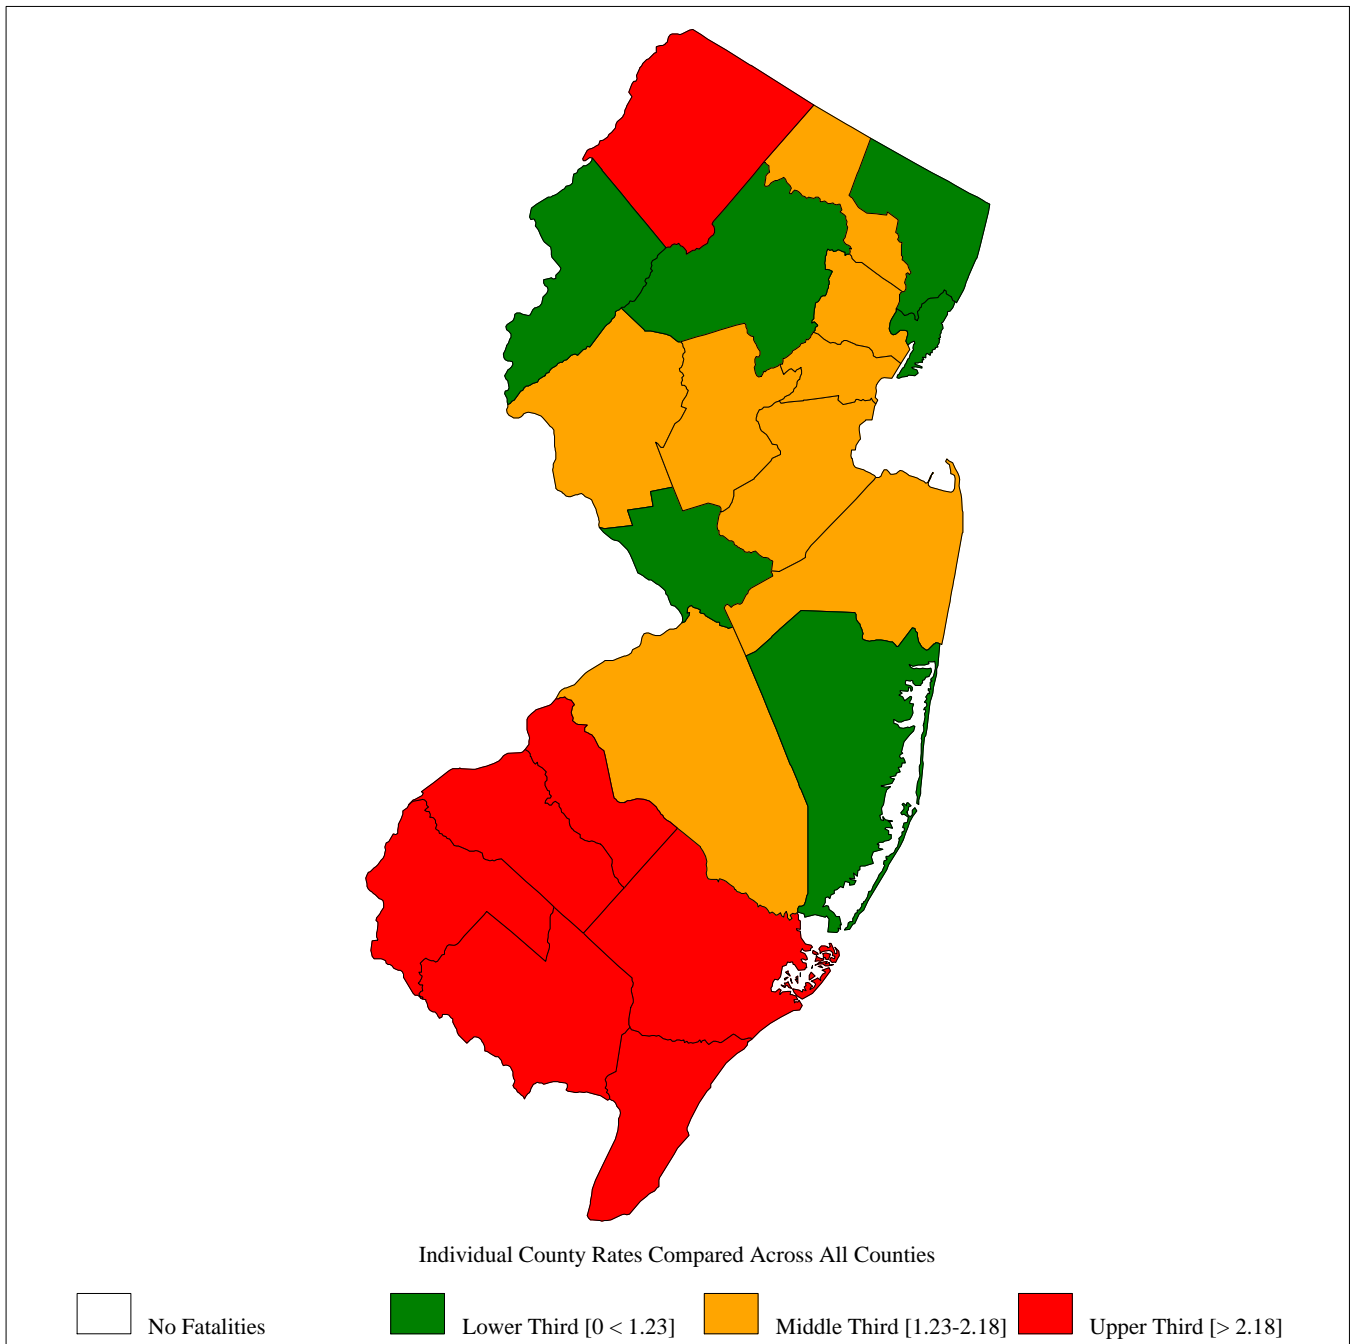 Individual County Rates Compared Across All Counties
No Fatalities
Lower Third [0 < 1.23]
Middle Third [1.23-2.18]
Upper Third [> 2.18]